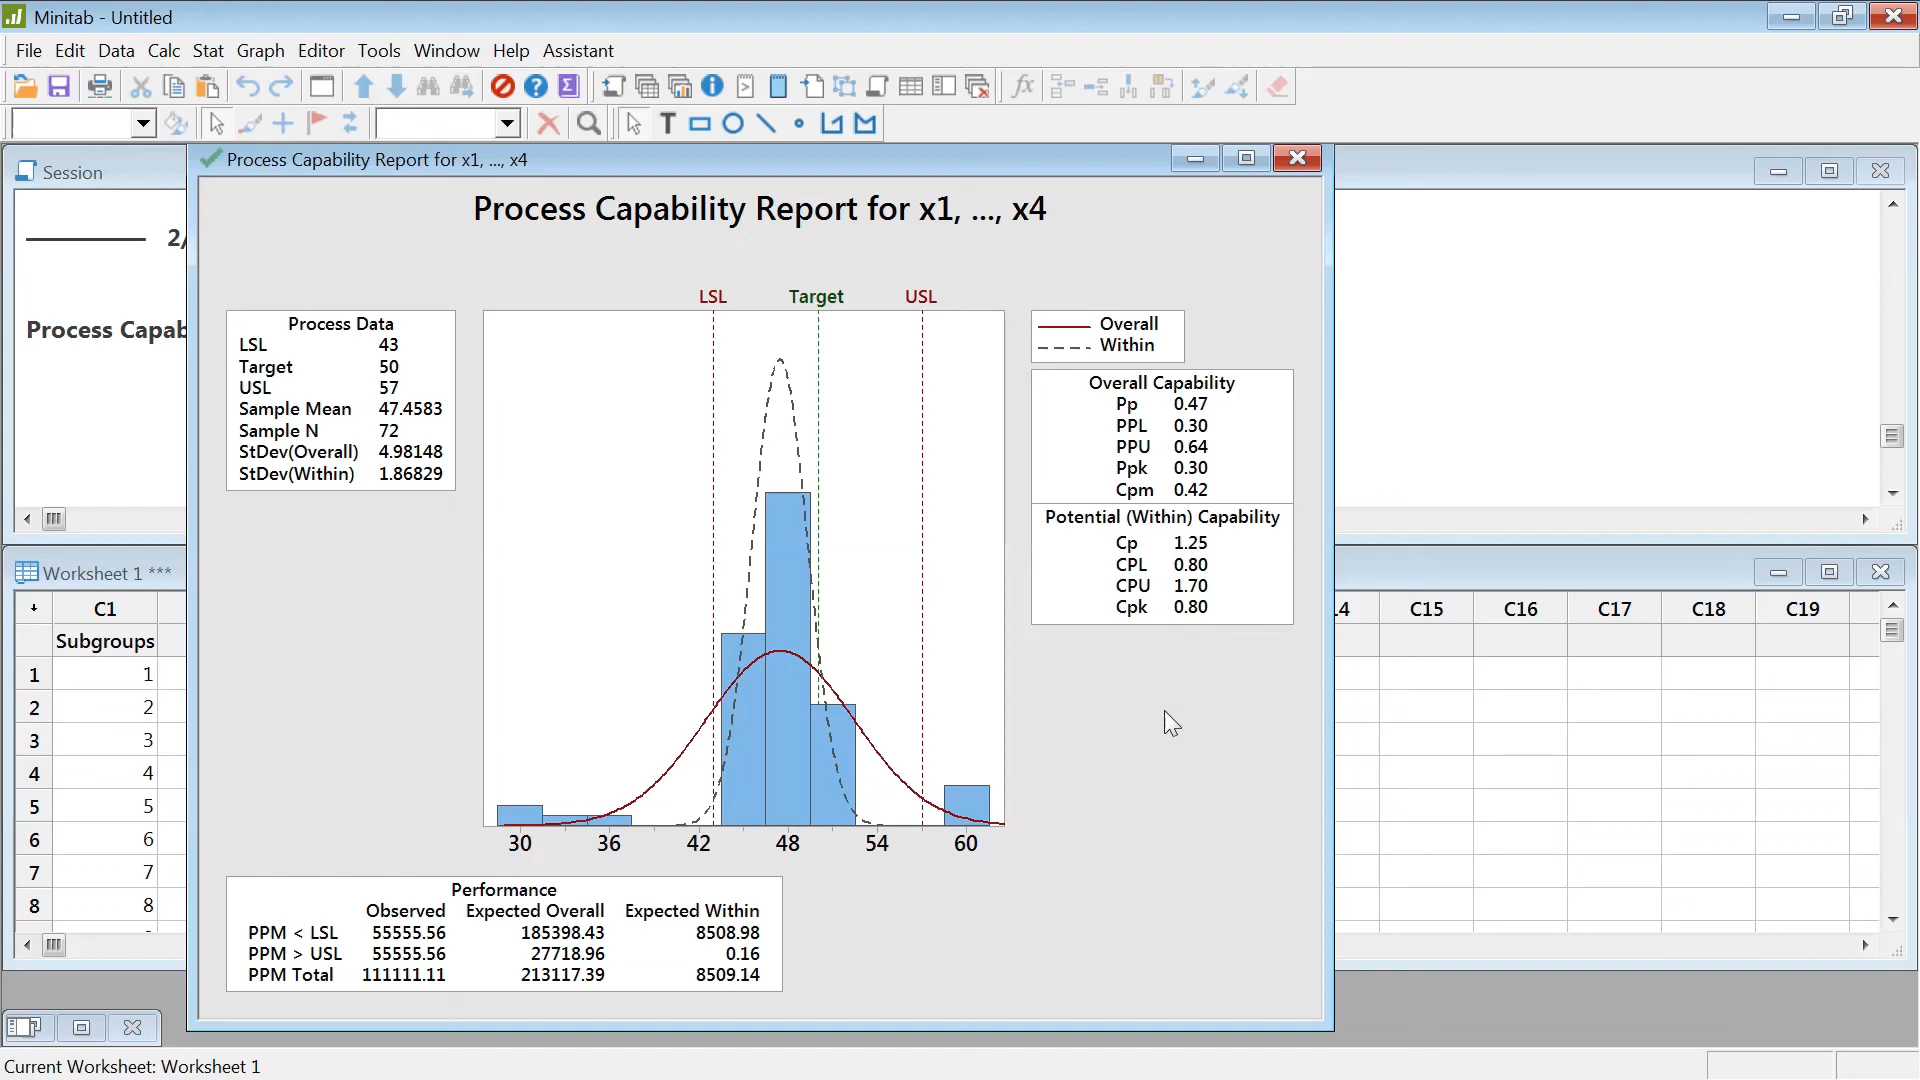 Minitab - Untitled
File Edit Data Calc Stat Graph Editor Tools Window Help Assistant
Session
2/
Process Capab
Process Capability Report for x1, ..., x4
Process Capability Report for x1, ..., x4
LSL Target USL
Process Data
LSL 43
Target 50
USL 57
Sample Mean 47.4583
Sample N 72
StDev(Overall) 4.98148
StDev(Within) 1.86829
Overall
Within
Overall Capability
Pp 0.47
PPL 0.30
PPU 0.64
Ppk 0.30
Cpm 0.42
Potential (Within) Capability
Cp 1.25
CPL 0.80
CPU 1.70
Cpk 0.80
30 36 42 48 54 60
Performance
Observed Expected Overall Expected Within
PPM < LSL 55555.56 185398.43 8508.98
PPM > USL 55555.56 27718.96 0.16
PPM Total 111111.11 213117.39 8509.14
Worksheet 1 ***
C1 4 C15 C16 C17 C18 C19
Subgroups
1 1
2 2
3 3
4 4
5 5
6 6
7 7
8 8
Current Worksheet: Worksheet 1